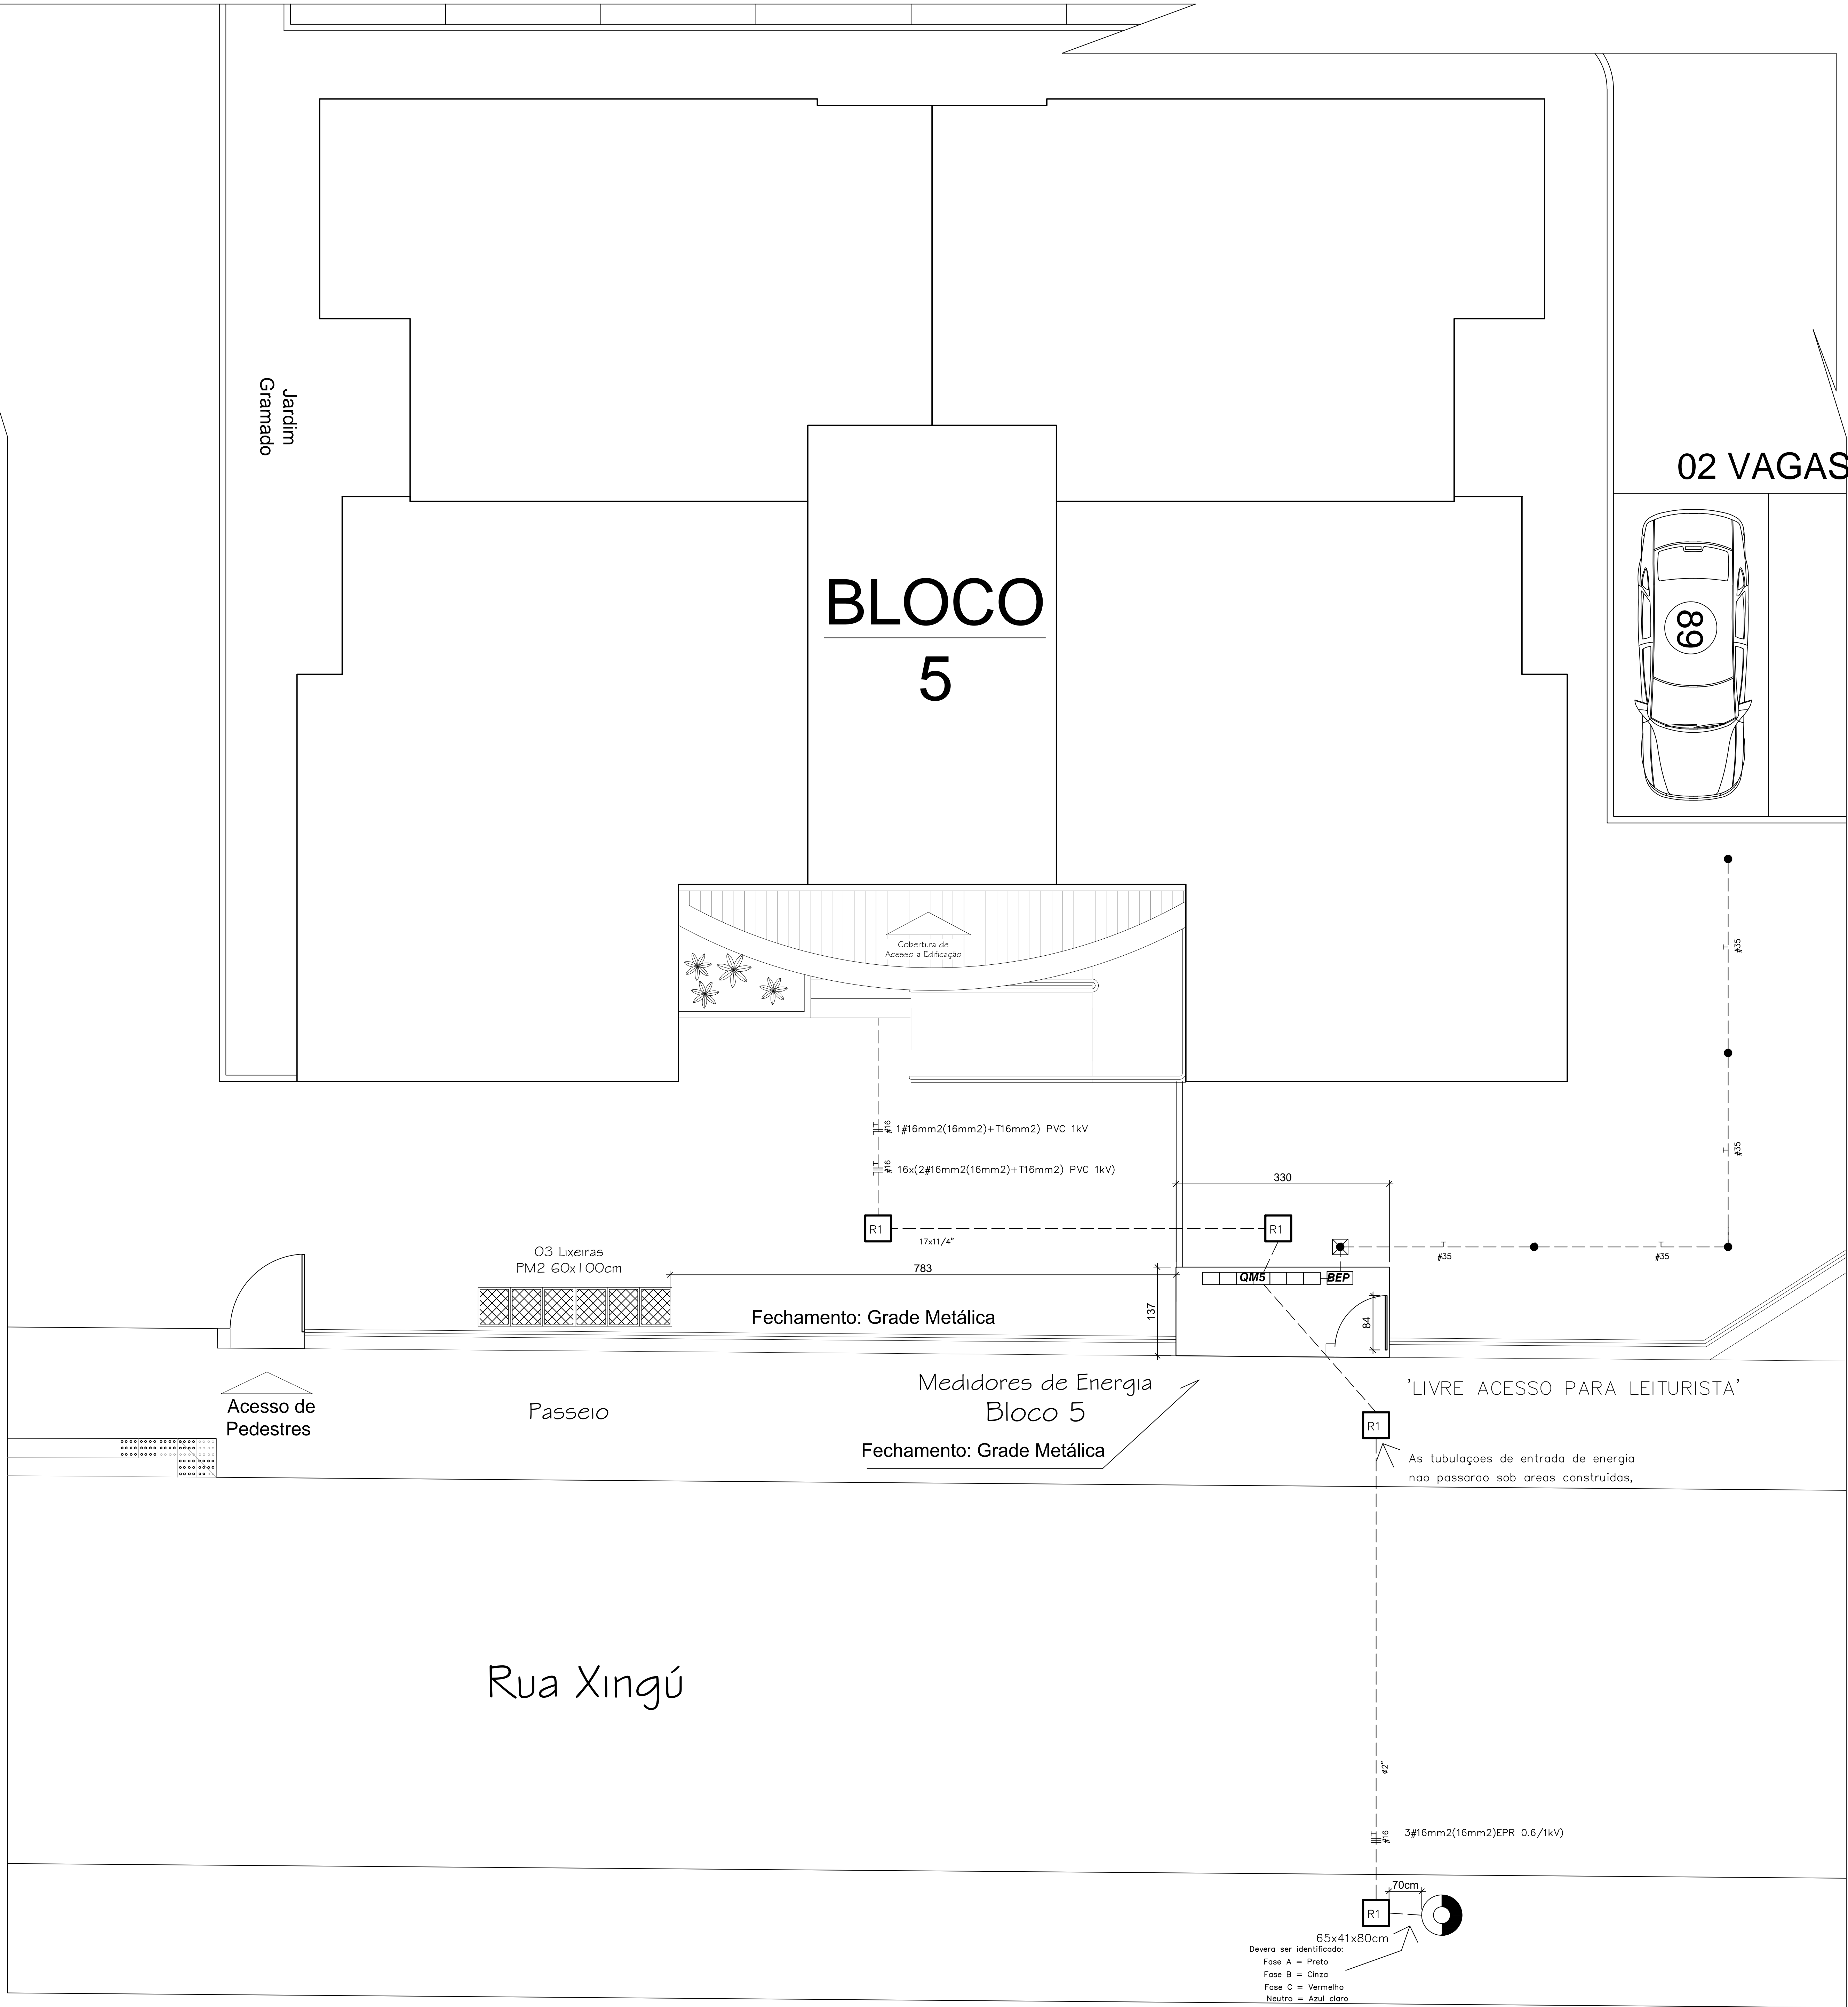 Jardim
Gramado
02 VAGAS
BLOCO
5
89
Cobertura de
Acesso a Edificação
#35
#35
#16
1#16mm2(16mm2)+T16mm2) PVC 1kV
#16
16x(2#16mm2(16mm2)+T16mm2) PVC 1kV)
330
R1
R1
17x11/4"
#35
#35
03 Lixeiras
PM2 60x100cm
783
QM5
BEP
137
84
Fechamento: Grade Metálica
Medidores de Energia
Bloco 5
Fechamento: Grade Metálica
'LIVRE ACESSO PARA LEITURISTA'
Acesso de
Pedestres
Passeio
R1
As tubulaçoes de entrada de energia
nao passarao sob areas construidas,
Rua Xingú
ø2"
#16
3#16mm2(16mm2)EPR 0.6/1kV)
70cm
R1
65x41x80cm
Devera ser identificado:
Fase A = Preto
Fase B = Cinza
Fase C = Vermelho
Neutro = Azul claro